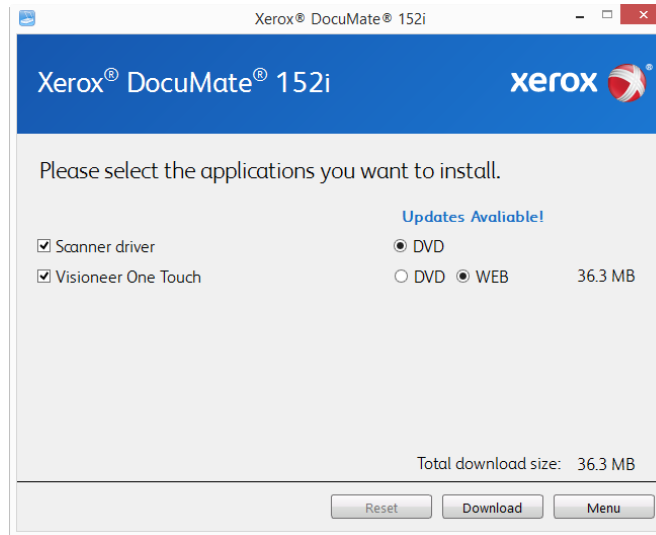 Xerox® DocuMate® 152i
Xerox® DocuMate® 152i
xerox®
Please select the applications you want to install.
Updates Avaliable!
Scanner driver DVD
Visioneer One Touch DVD WEB 36.3 MB
Total download size: 36.3 MB
Reset Download Menu